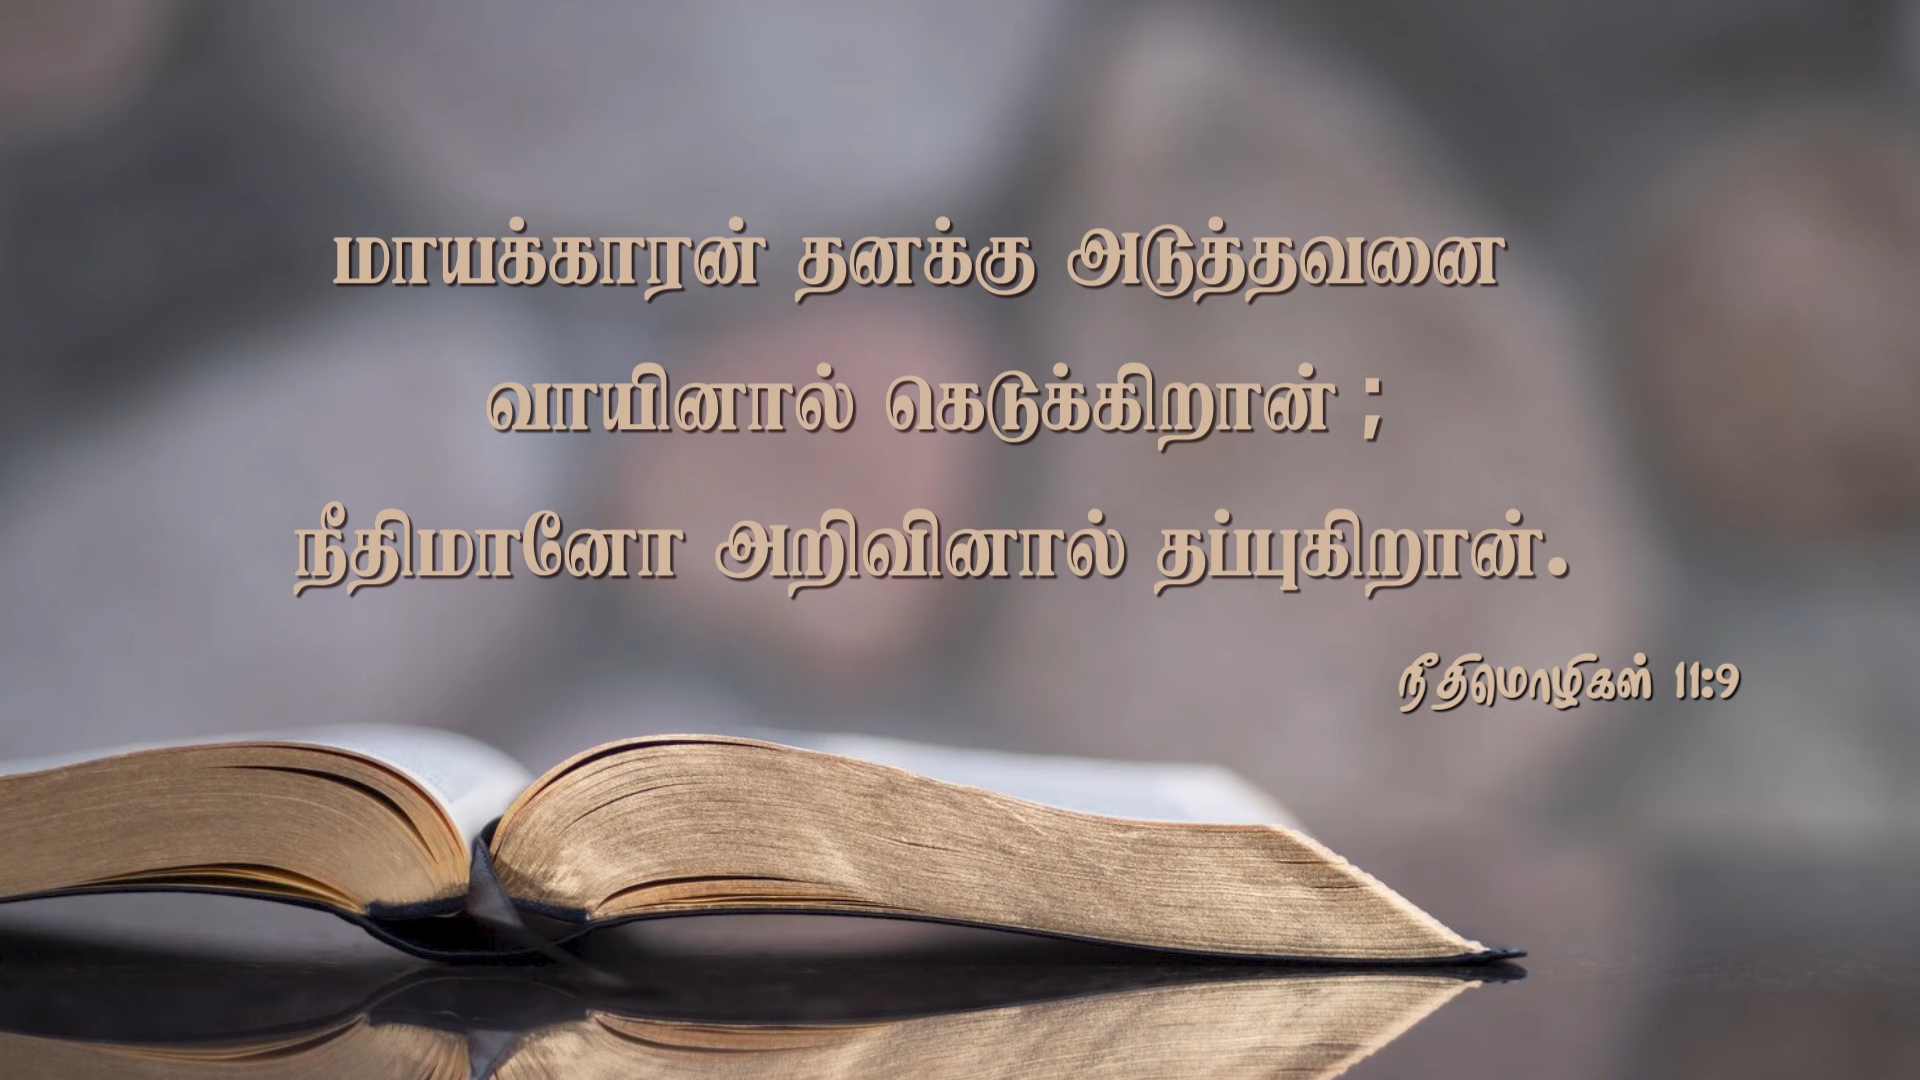 மாயக்காரன் தனக்கு அடுத்தவனை
வாயினால் கெடுக்கிறான் ;
நீதிமானோ அறிவினால் தப்புகிறான்.
நீதிமொழிகள் 11:9